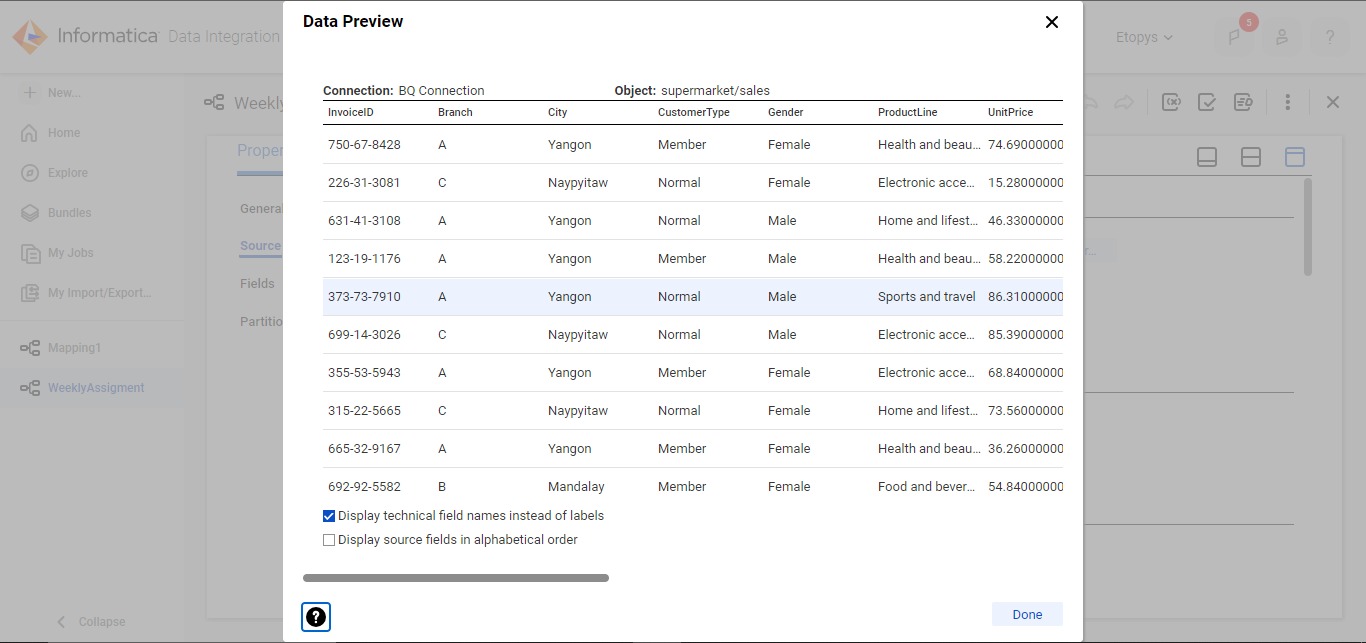 Data Preview
Informatica Data Integration
Etopys
5
?
New...
Home
Explore
Bundles
My Jobs
My Import/Export...
Mapping1
WeeklyAssigment
Collapse
Weekly
Proper
General
Source
Fields
Partitio
r...
Connection: BQ Connection Object: supermarket/sales
InvoiceID Branch City CustomerType Gender ProductLine UnitPrice
750-67-8428 A Yangon Member Female Health and beau... 74.69000000
226-31-3081 C Naypyitaw Normal Female Electronic acce... 15.28000000
631-41-3108 A Yangon Normal Male Home and lifest... 46.33000000
123-19-1176 A Yangon Member Male Health and beau... 58.22000000
373-73-7910 A Yangon Normal Male Sports and travel 86.31000000
699-14-3026 C Naypyitaw Normal Male Electronic acce... 85.39000000
355-53-5943 A Yangon Member Female Electronic acce... 68.84000000
315-22-5665 C Naypyitaw Normal Female Home and lifest... 73.56000000
665-32-9167 A Yangon Member Female Health and beau... 36.26000000
692-92-5582 B Mandalay Member Female Food and bever... 54.84000000
Display technical field names instead of labels
Display source fields in alphabetical order
?
Done